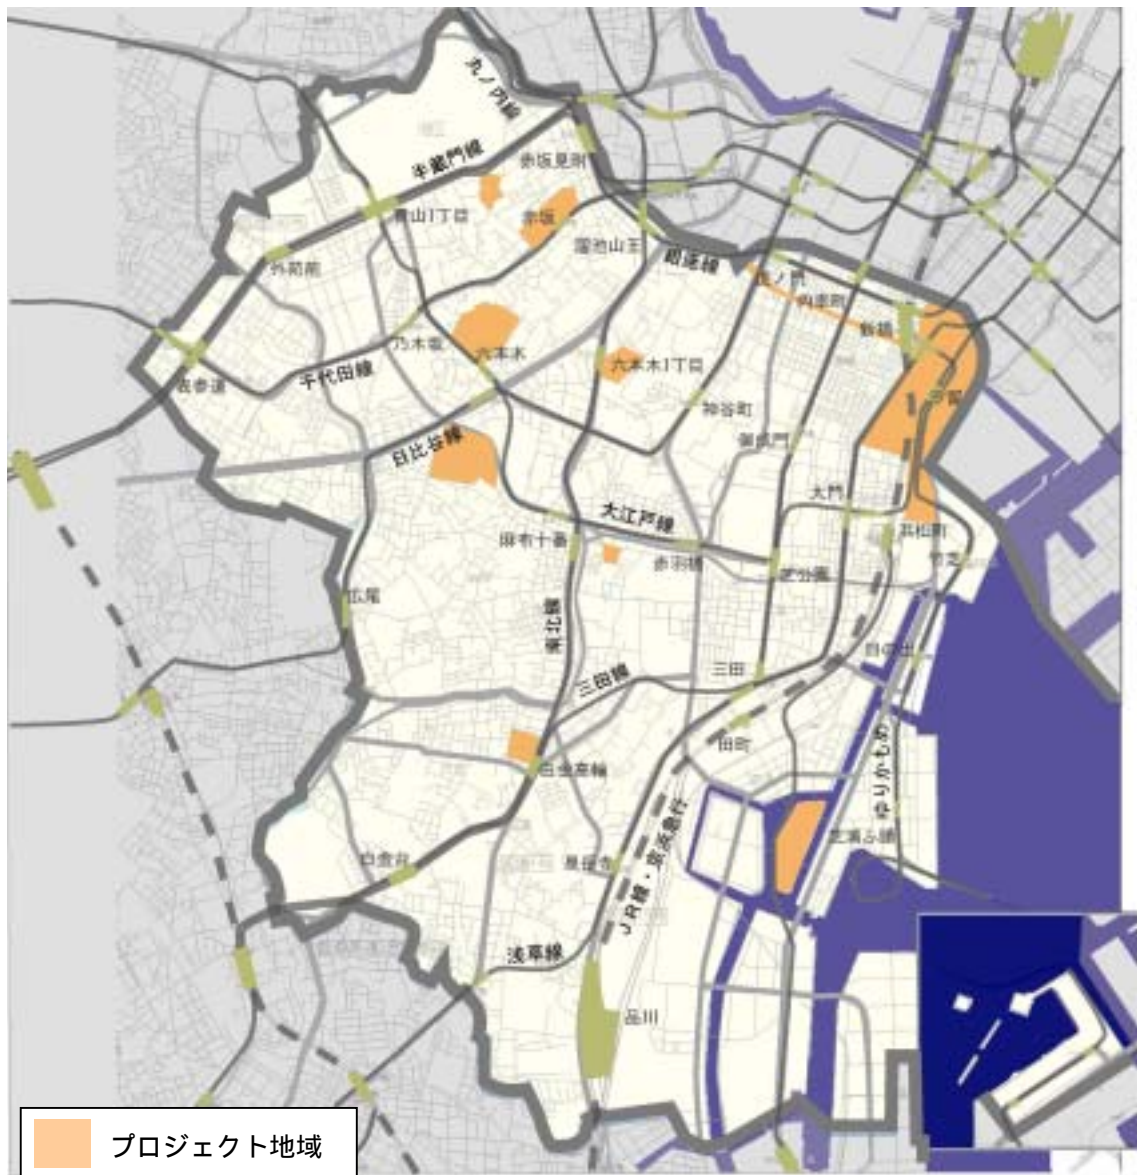 丸ノ内線
半蔵門線
赤坂見附
青山1丁目
赤坂
溜池山王
銀座線
外苑前
虎ノ門
内幸町
新橋
乃木坂
六本木
六本木1丁目
表参道
千代田線
神谷町
汐留
御成門
日比谷線
大門
大江戸線
浜松町
麻布十番
赤羽橋
竹芝
芝公園
広尾
東北線
日の出
三田
三田線
田町
ゆりかもめ
白金高輪
芝浦ふ頭
白金台
泉岳寺
JR線・京浜急行
浅草線
品川
プロジェクト地域